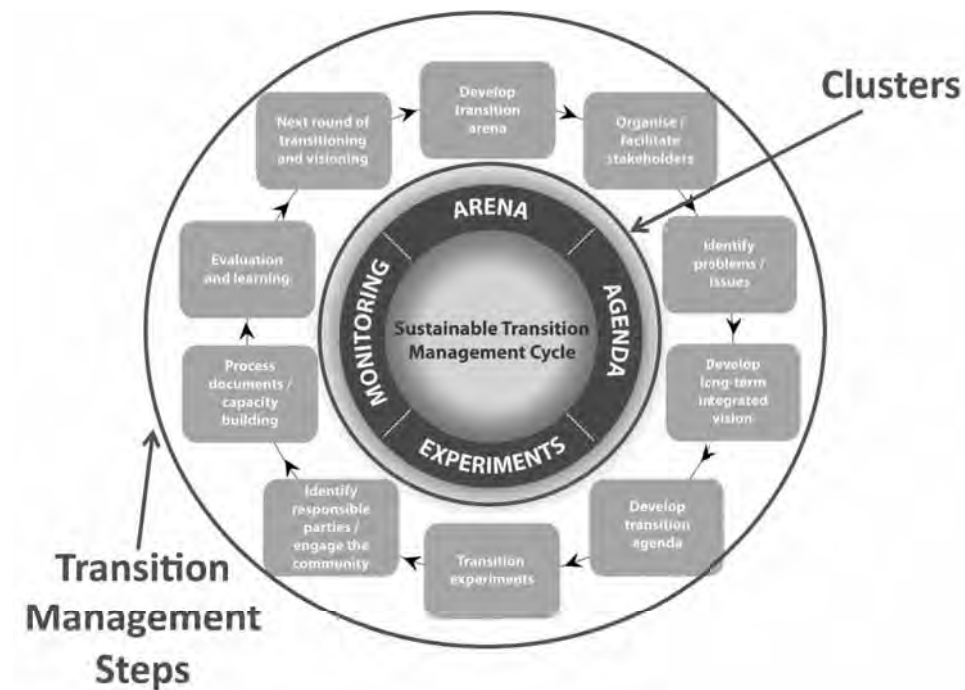 Clusters
Develop
transition
arena
Organise /
facilitate
stakeholders
Identify
problems /
issues
Develop
long-term
integrated
vision
Develop
transition
agenda
Transition
experiments
Identify
responsible
parties /
engage the
community
Process
documents /
capacity
building
Evaluation
and learning
Next round of
transitioning
and visioning
ARENA
AGENDA
EXPERIMENTS
MONITORING
Sustainable Transition
Management Cycle
Transition
Management
Steps